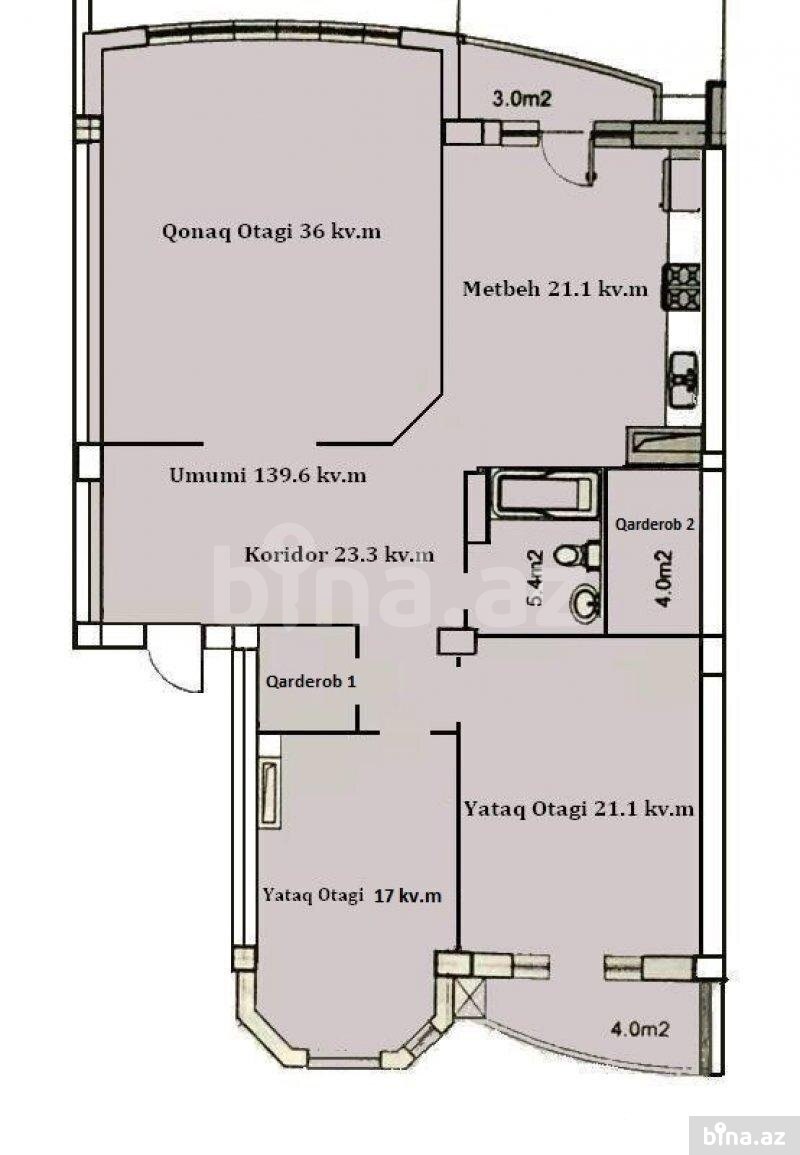 3.0m2
Qonaq Otagi 36 kv.m
Metbeh 21.1 kv.m
Umumi 139.6 kv.m
Qarderob 2
Koridor 23.3 kv.m
5.4m2
4.0m2
bina.az
Qarderob 1
Yataq Otagi 21.1 kv.m
Yataq Otagi 17 kv.m
4.0m2
bina.az